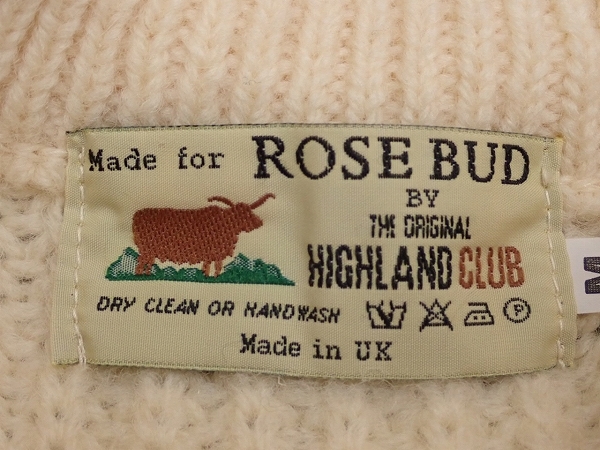 Made for ROSE BUD
BY
THE ORIGINAL
HIGHLAND CLUB
DRY CLEAN OR HANDWASH P
Made in UK
M